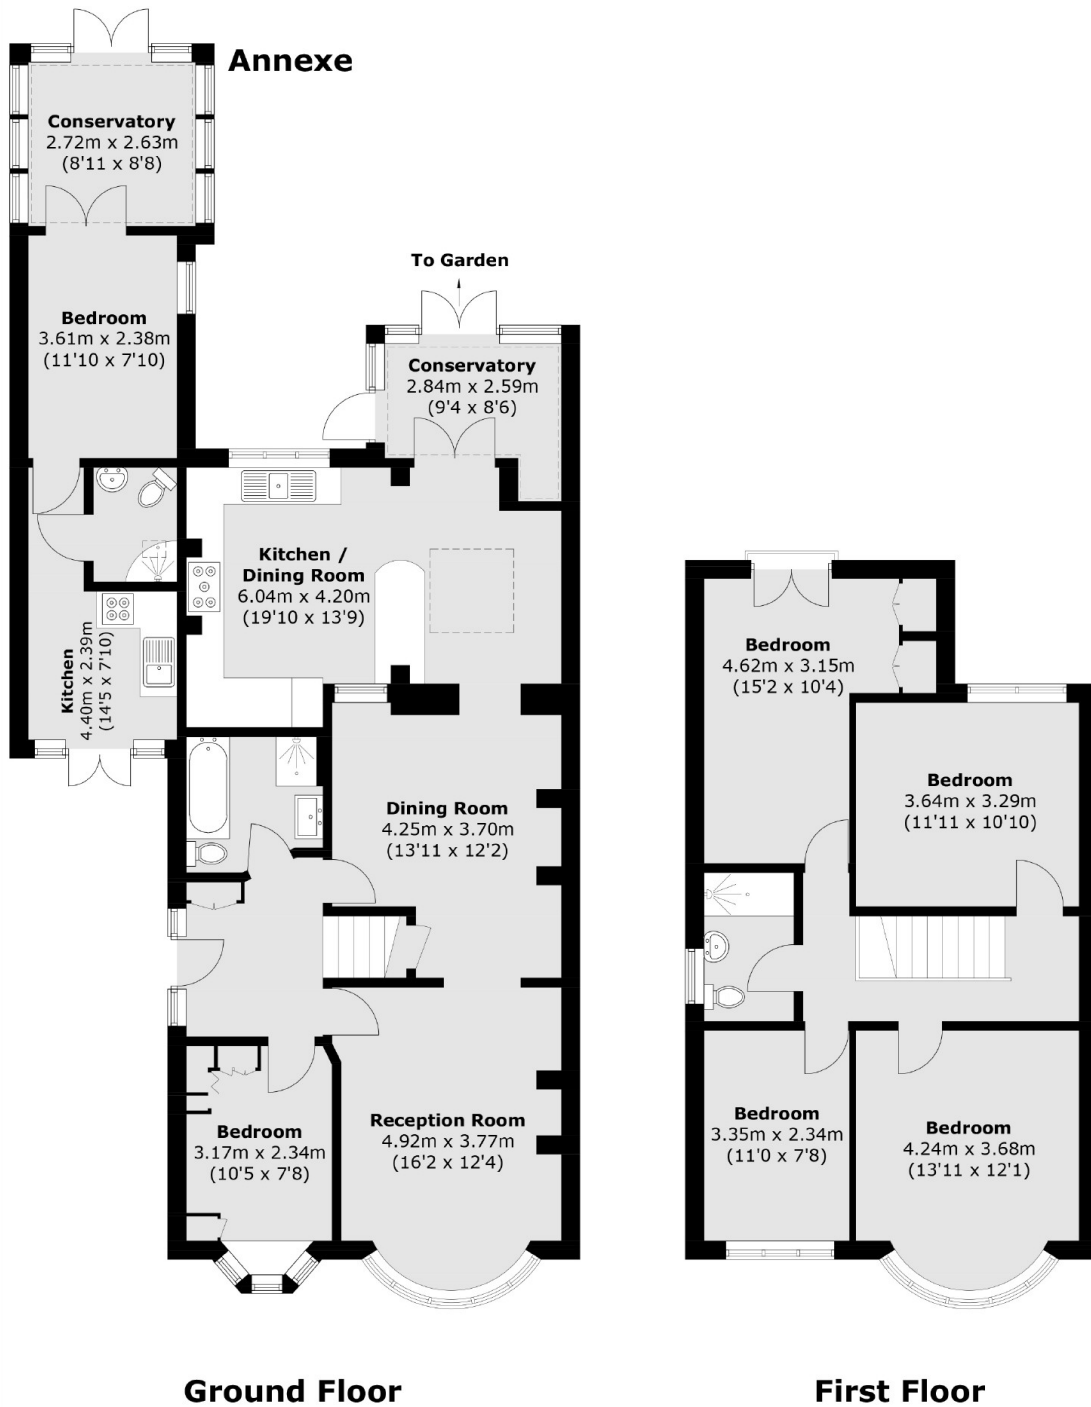 Annexe
Conservatory
2.72m x 2.63m
(8'11 x 8'8)
To Garden
Bedroom
3.61m x 2.38m
(11'10 x 7'10)
Conservatory
2.84m x 2.59m
(9'4 x 8'6)
Kitchen /
Dining Room
6.04m x 4.20m
(19'10 x 13'9)
Kitchen
4.40m x 2.39m
(14'5 x 7'10)
Dining Room
4.25m x 3.70m
(13'11 x 12'2)
Reception Room
4.92m x 3.77m
(16'2 x 12'4)
Bedroom
3.17m x 2.34m
(10'5 x 7'8)
Ground Floor
Bedroom
4.62m x 3.15m
(15'2 x 10'4)
Bedroom
3.64m x 3.29m
(11'11 x 10'10)
Bedroom
3.35m x 2.34m
(11'0 x 7'8)
Bedroom
4.24m x 3.68m
(13'11 x 12'1)
First Floor